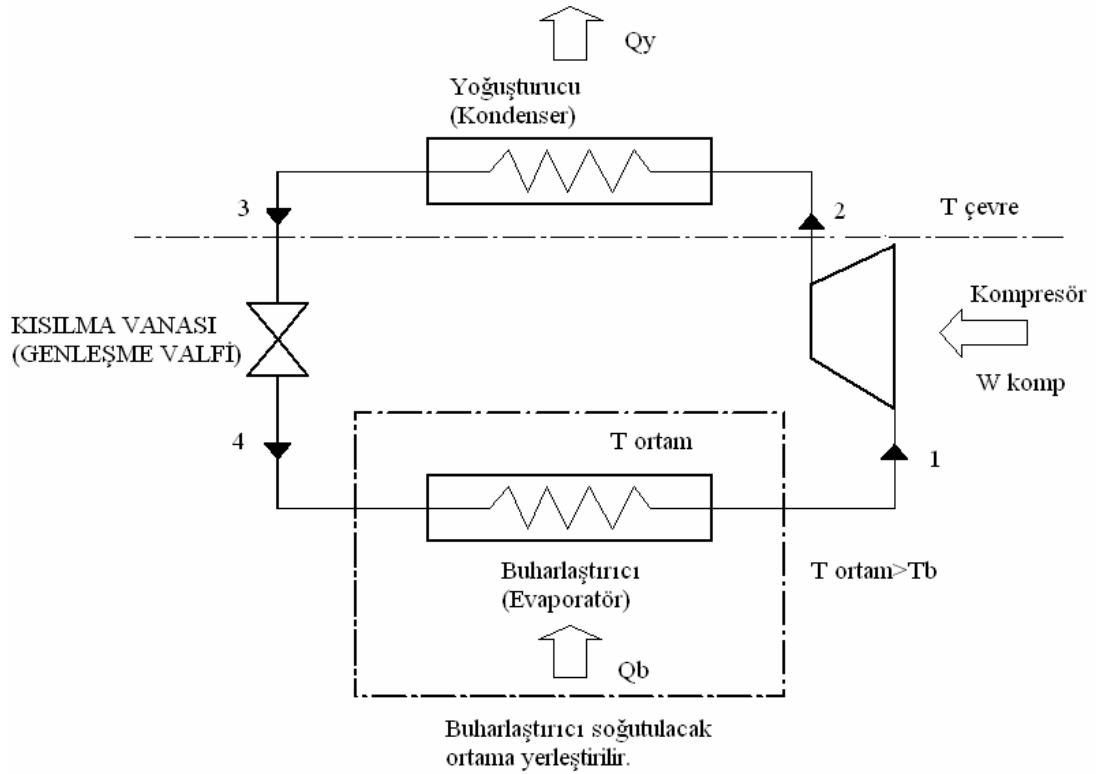 Qy
Yoğuşturucu
(Kondenser)
3
2
T çevre
KISILMA VANASI
(GENLEŞME VALFİ)
Kompresör
W komp
4
T ortam
1
Buharlaştırıcı
(Evaporatör)
T ortam>Tb
Qb
Buharlaştırıcı soğutulacak
ortama yerleştirilir.